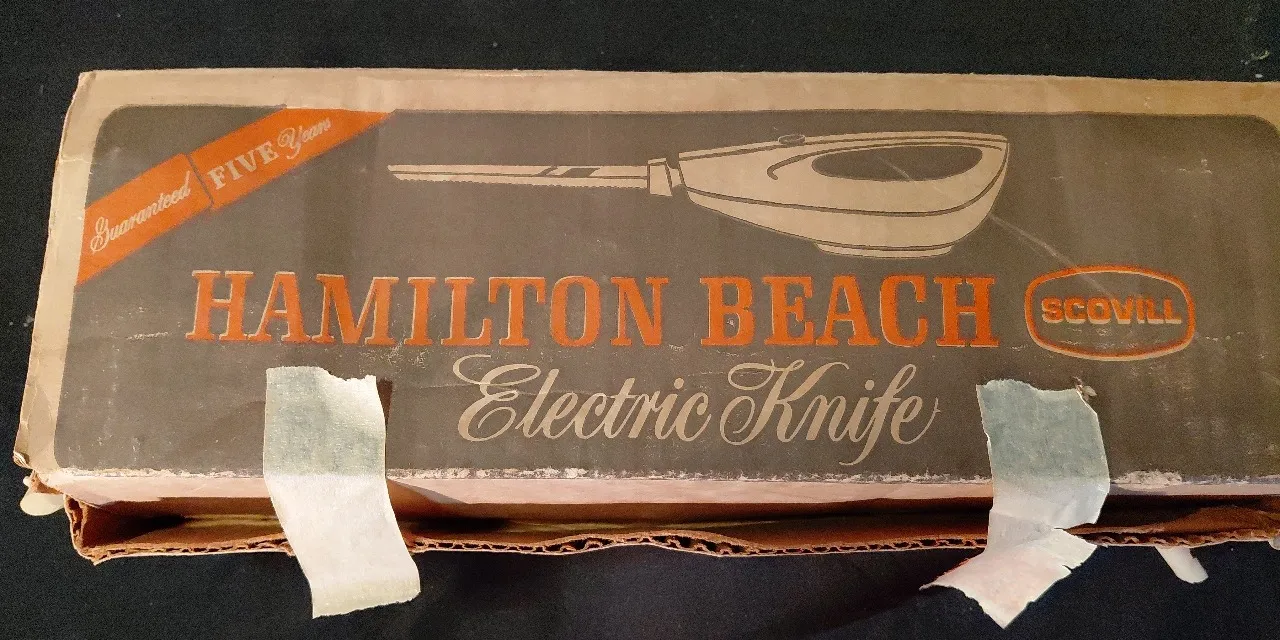 Guaranteed FIVE Years
HAMILTON BEACH
SCOVILL
Electric Knife